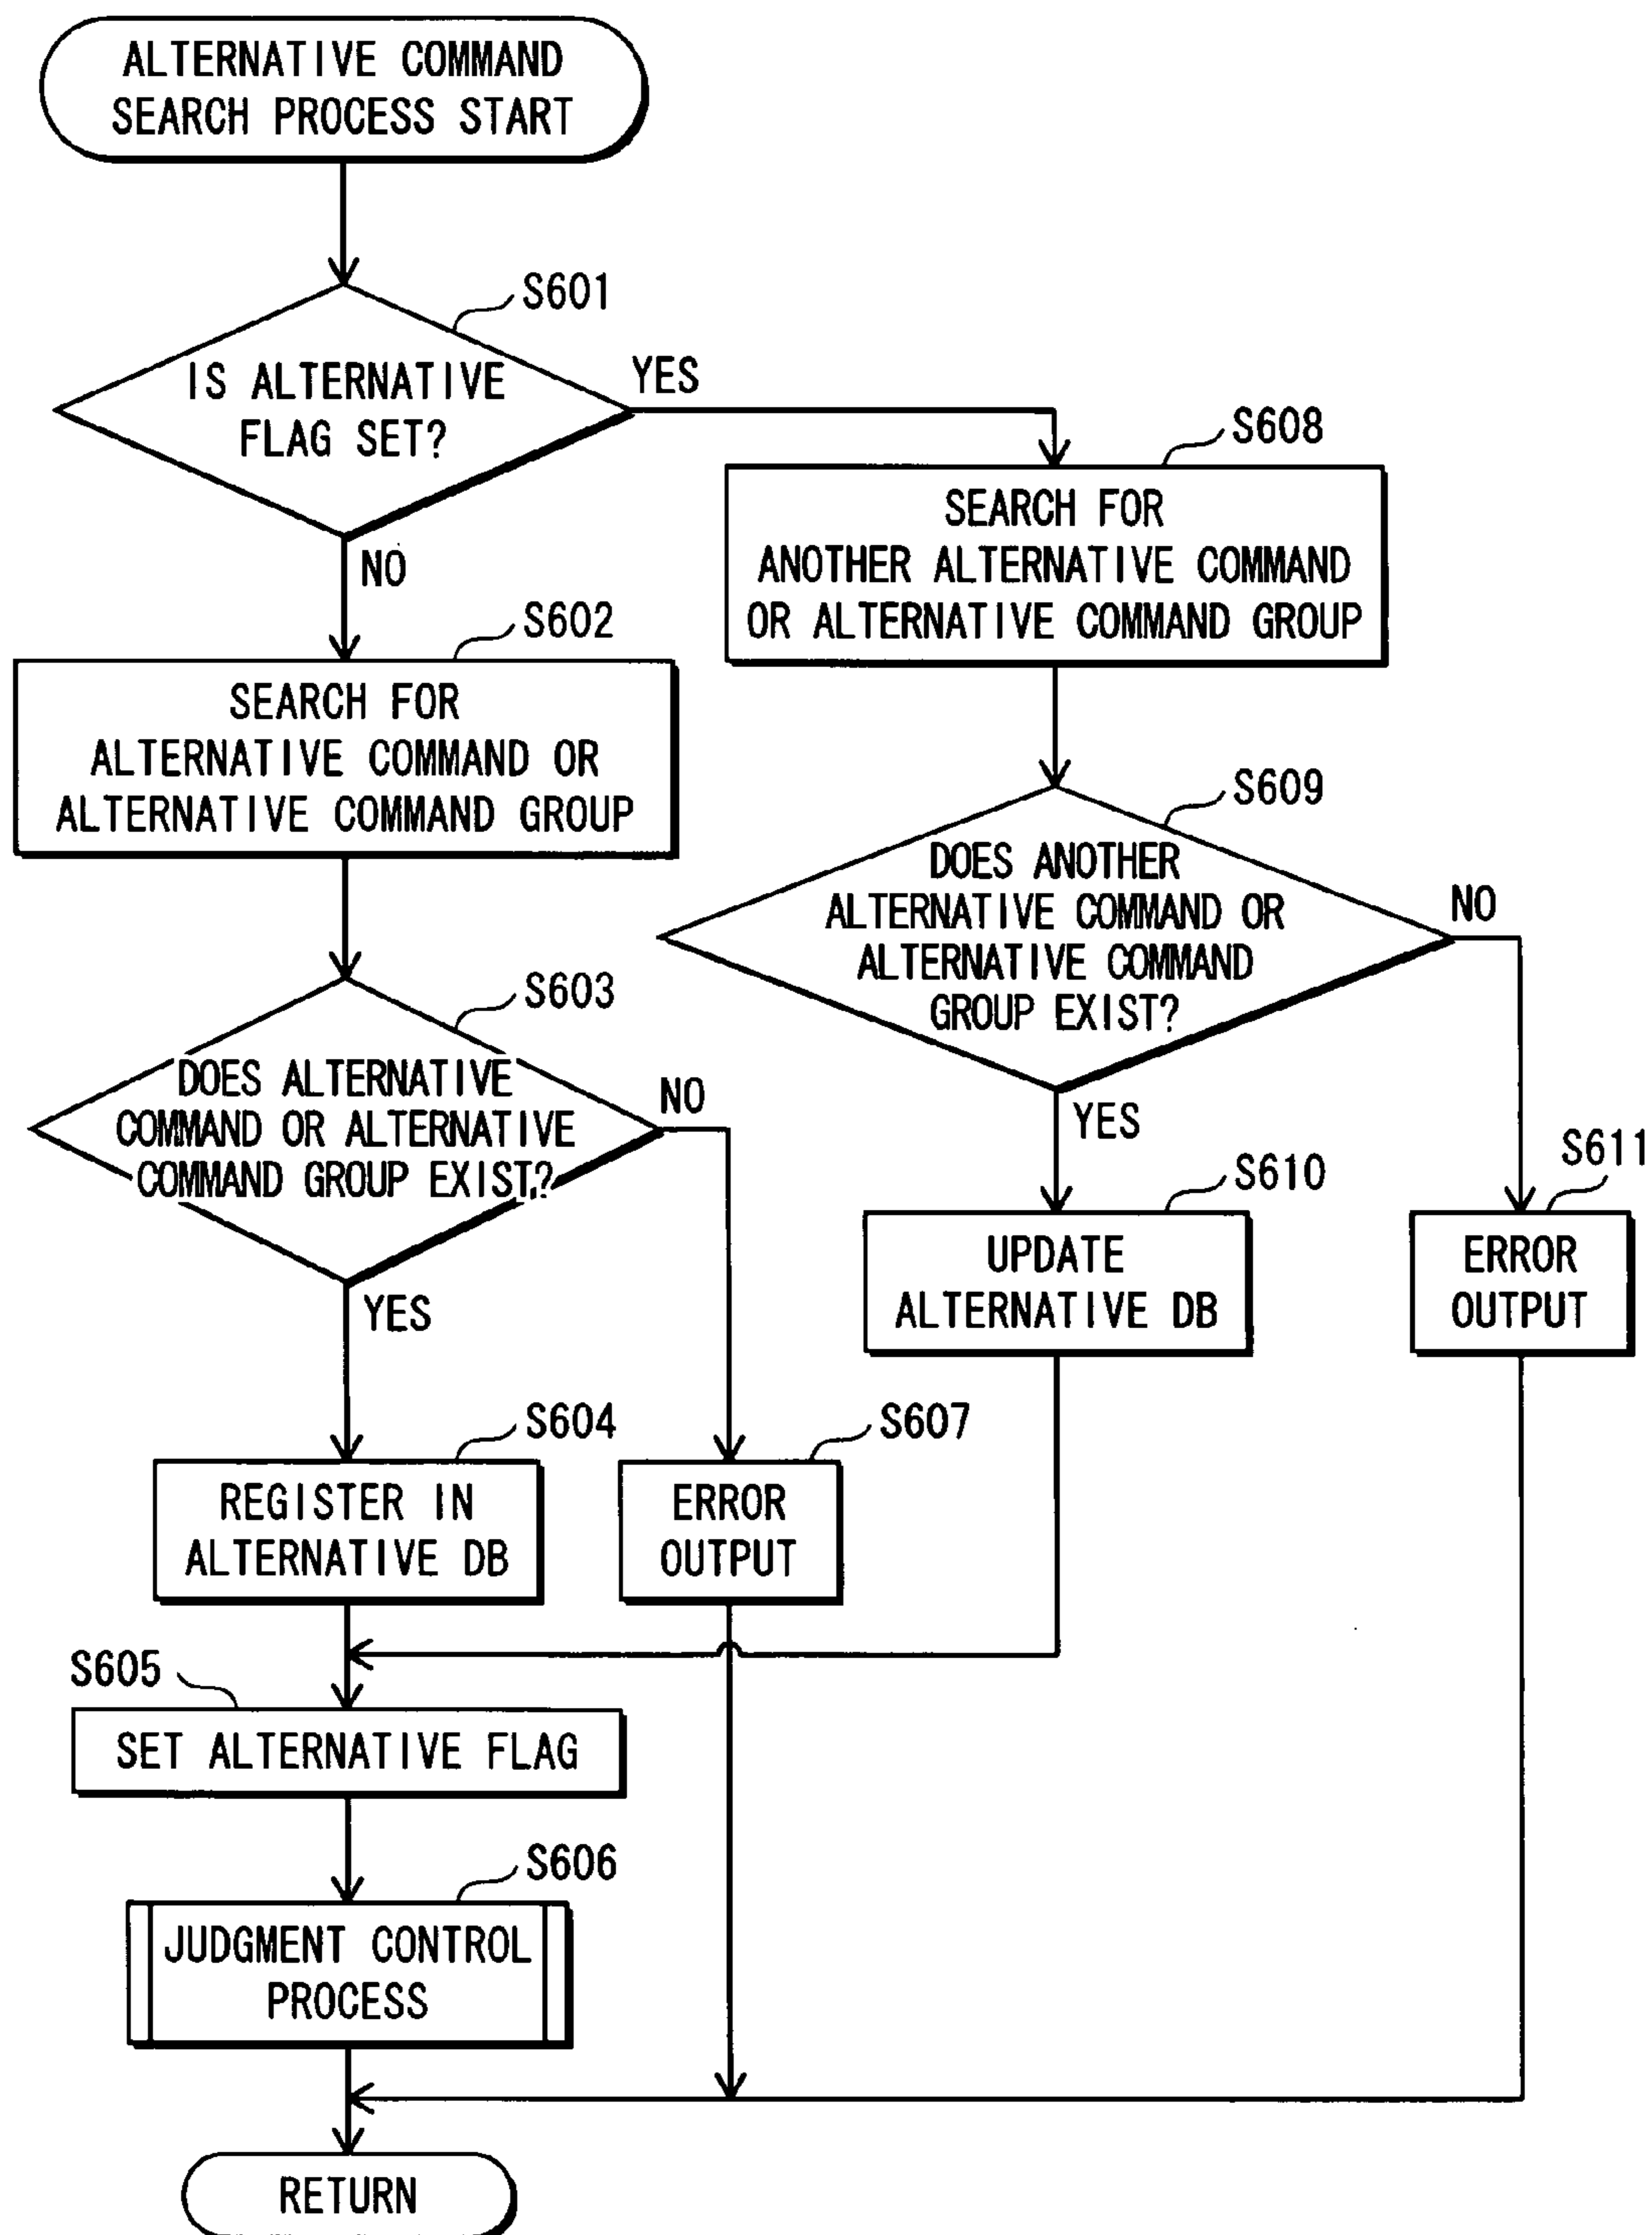 ALTERNATIVE COMMAND
SEARCH PROCESS START
S601
IS ALTERNATIVE
FLAG SET?
YES
NO
S608
SEARCH FOR
ANOTHER ALTERNATIVE COMMAND
OR ALTERNATIVE COMMAND GROUP
S602
SEARCH FOR
ALTERNATIVE COMMAND OR
ALTERNATIVE COMMAND GROUP
S609
DOES ANOTHER
ALTERNATIVE COMMAND OR
ALTERNATIVE COMMAND
GROUP EXIST?
NO
YES
S603
DOES ALTERNATIVE
COMMAND OR ALTERNATIVE
COMMAND GROUP EXIST?
NO
YES
S610
UPDATE
ALTERNATIVE DB
S611
ERROR
OUTPUT
S604
REGISTER IN
ALTERNATIVE DB
S607
ERROR
OUTPUT
S605
SET ALTERNATIVE FLAG
S606
JUDGMENT CONTROL
PROCESS
RETURN